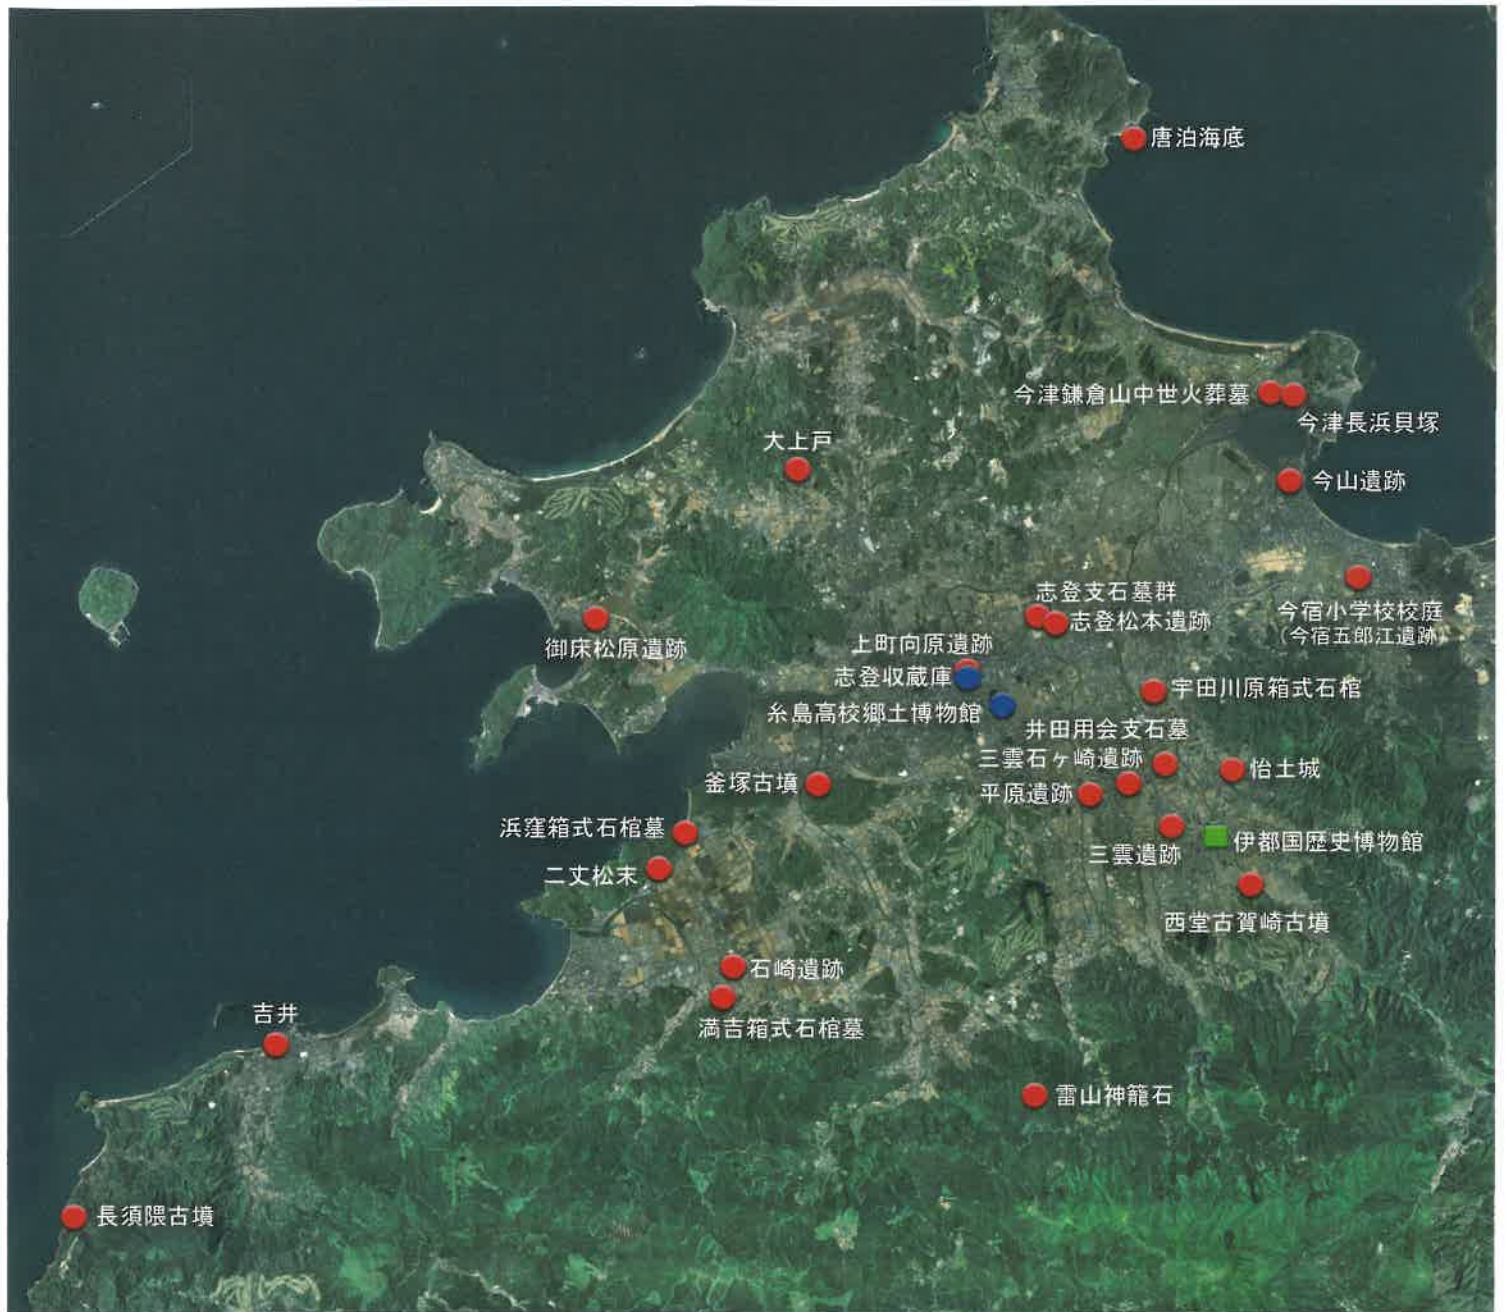 唐泊海底
今津鎌倉山中世火葬墓
今津長浜貝塚
大上戸
今山遺跡
志登支石墓群
今宿小学校校庭
(今宿五郎江遺跡)
志登松本遺跡
御床松原遺跡
上町向原遺跡
志登収蔵庫
宇田川原箱式石棺
糸島高校郷土博物館
井田用会支石墓
三雲石ヶ崎遺跡
怡土城
釜塚古墳
平原遺跡
浜窪箱式石棺墓
伊都国歴史博物館
三雲遺跡
二丈松末
西堂古賀崎古墳
石崎遺跡
吉井
満吉箱式石棺墓
雷山神籠石
長須隈古墳